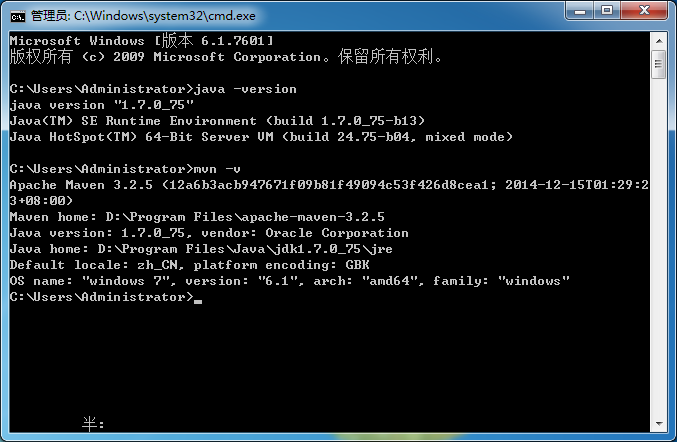 管理员: C:\Windows\system32\cmd.exe
Microsoft Windows [版本 6.1.7601]
版权所有 (c) 2009 Microsoft Corporation。保留所有权利。
C:\Users\Administrator>java -version
java version "1.7.0_75"
Java(TM) SE Runtime Environment (build 1.7.0_75-b13)
Java HotSpot(TM) 64-Bit Server VM (build 24.75-b04, mixed mode)
C:\Users\Administrator>mvn -v
Apache Maven 3.2.5 (12a6b3acb947671f09b81f49094c53f426d8cea1; 2014-12-15T01:29:2
3+08:00)
Maven home: D:\Program Files\apache-maven-3.2.5
Java version: 1.7.0_75, vendor: Oracle Corporation
Java home: D:\Program Files\Java\jdk1.7.0_75\jre
Default locale: zh_CN, platform encoding: GBK
OS name: "windows 7", version: "6.1", arch: "amd64", family: "windows"
C:\Users\Administrator>_
半: